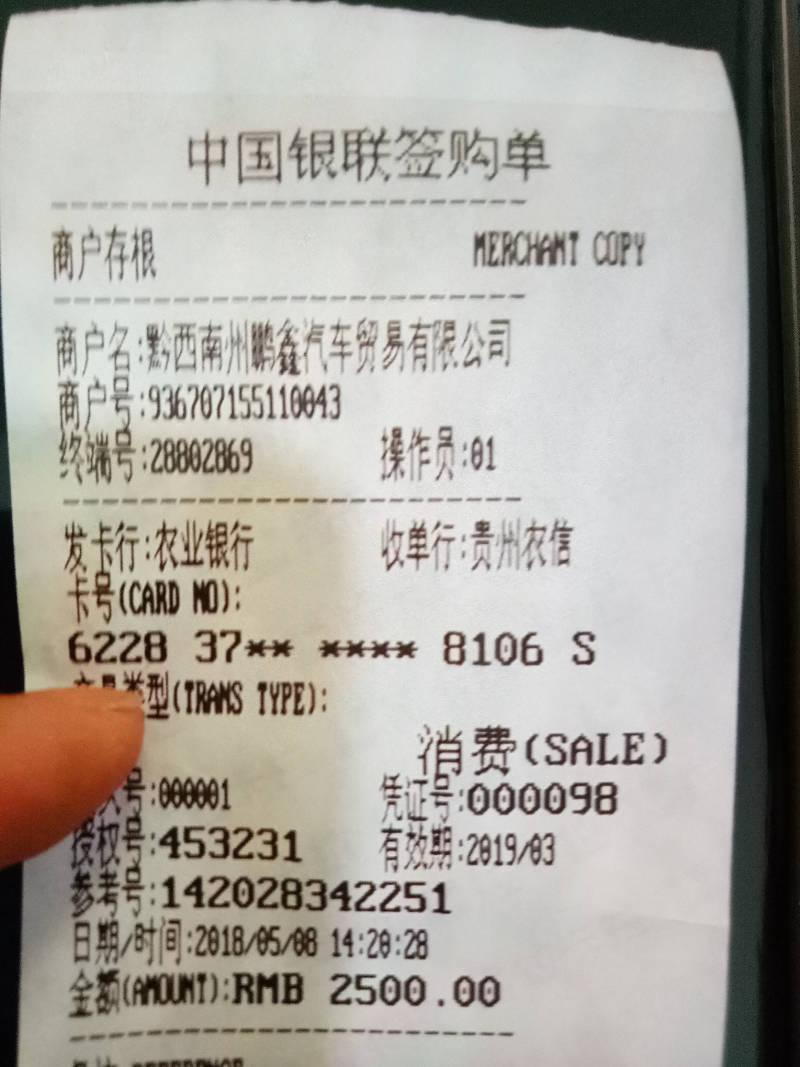 中国银联签购单
商户存根 MERCHANT COPY
商户名:黔西南州鹏鑫汽车贸易有限公司
商户号:936707155110043
终端号:28802869 操作员:01
发卡行:农业银行 收单行:贵州农信
卡号(CARD NO):
6228 37** **** 8106 S
类型(TRANS TYPE):
消费(SALE)
号:000001 凭证号:000098
授权号:453231 有效期:2019/03
参考号:142028342251
日期/时间:2018/05/08 14:20:28
金额(AMOUNT):RMB 2500.00